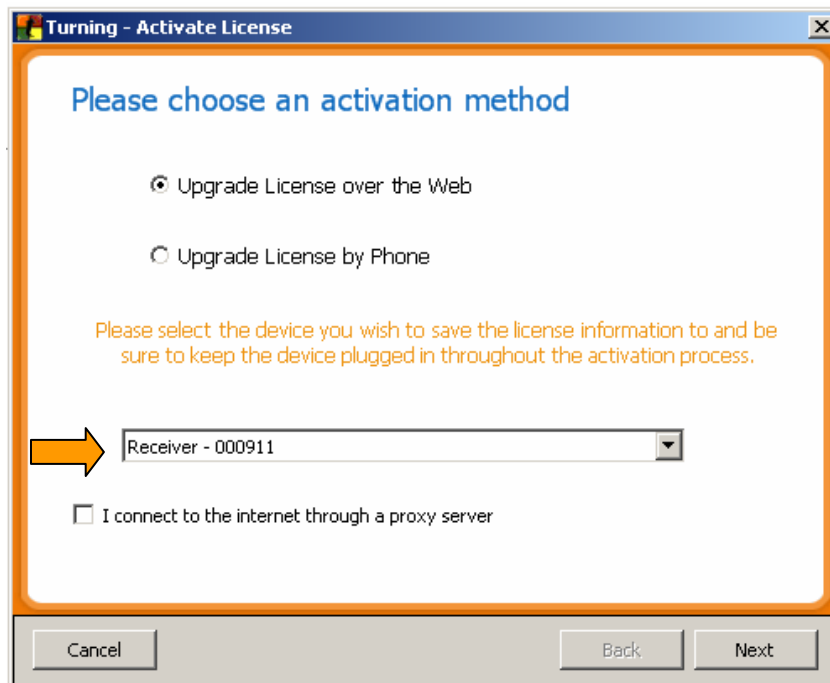 Turning - Activate License
Please choose an activation method
Upgrade License over the Web
Upgrade License by Phone
Please select the device you wish to save the license information to and be
sure to keep the device plugged in throughout the activation process.
Receiver - 000911
I connect to the internet through a proxy server
Cancel
Back
Next